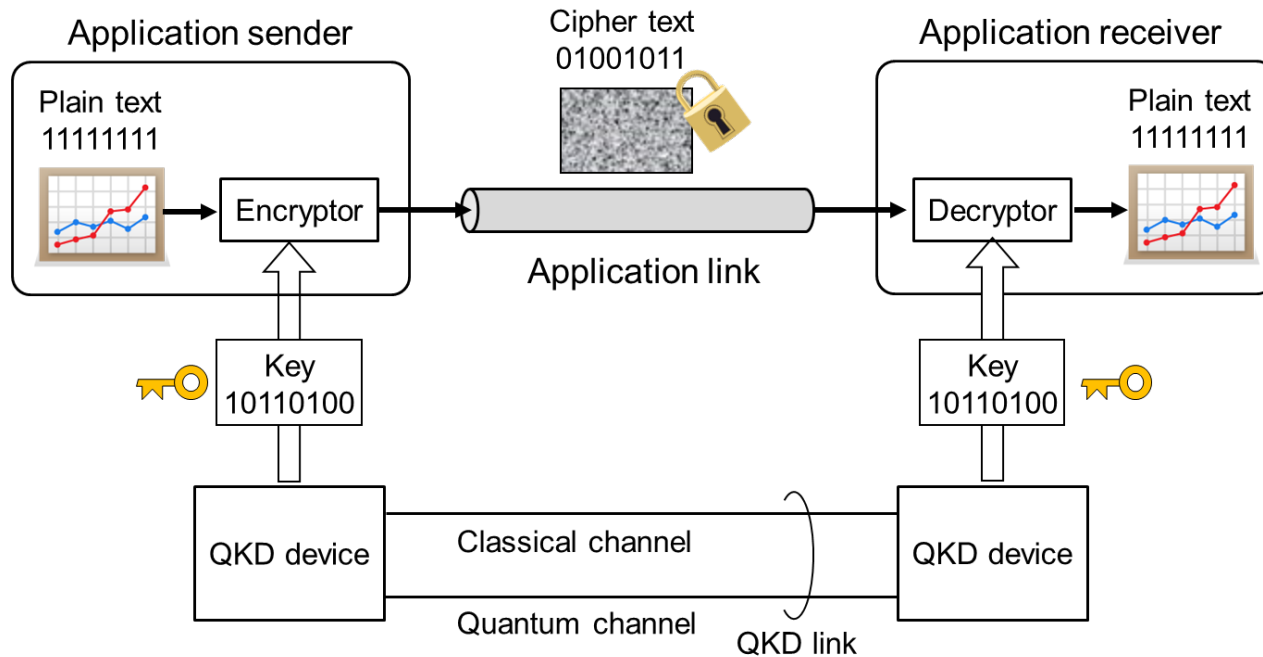 Application sender
Cipher text
01001011
Application receiver
Plain text
11111111
Plain text
11111111
Encryptor
Decryptor
Application link
Key
10110100
Key
10110100
QKD device
Classical channel
QKD device
Quantum channel
QKD link